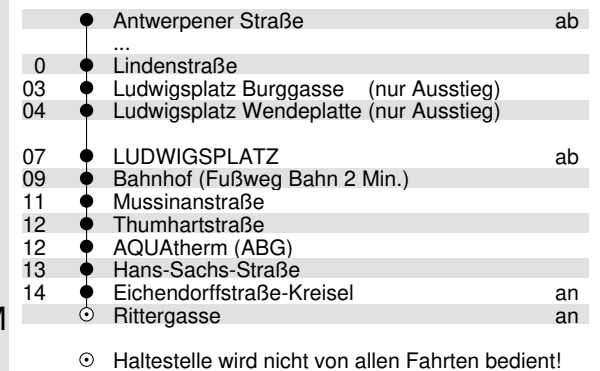 Antwerpener Straße ab
...
0 Lindenstraße
03 Ludwigsplatz Burggasse (nur Ausstieg)
04 Ludwigsplatz Wendeplatte (nur Ausstieg)
07 LUDWIGSPLATZ ab
09 Bahnhof (Fußweg Bahn 2 Min.)
11 Mussinanstraße
12 Thumhartstraße
12 AQUAtherm (ABG)
13 Hans-Sachs-Straße
14 Eichendorffstraße-Kreisel an
Rittergasse an
Haltestelle wird nicht von allen Fahrten bedient!